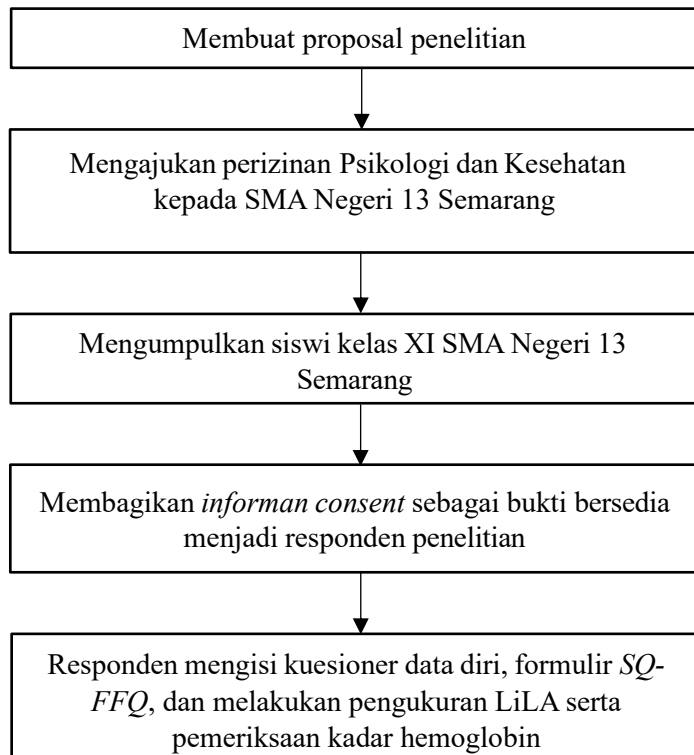 Membuat proposal penelitian
Mengajukan perizinan Psikologi dan Kesehatan
kepada SMA Negeri 13 Semarang
Mengumpulkan siswi kelas XI SMA Negeri 13
Semarang
Membagikan informan consent sebagai bukti bersedia
menjadi responden penelitian
Responden mengisi kuesioner data diri, formulir SQ-
FFQ, dan melakukan pengukuran LiLA serta
pemeriksaan kadar hemoglobin